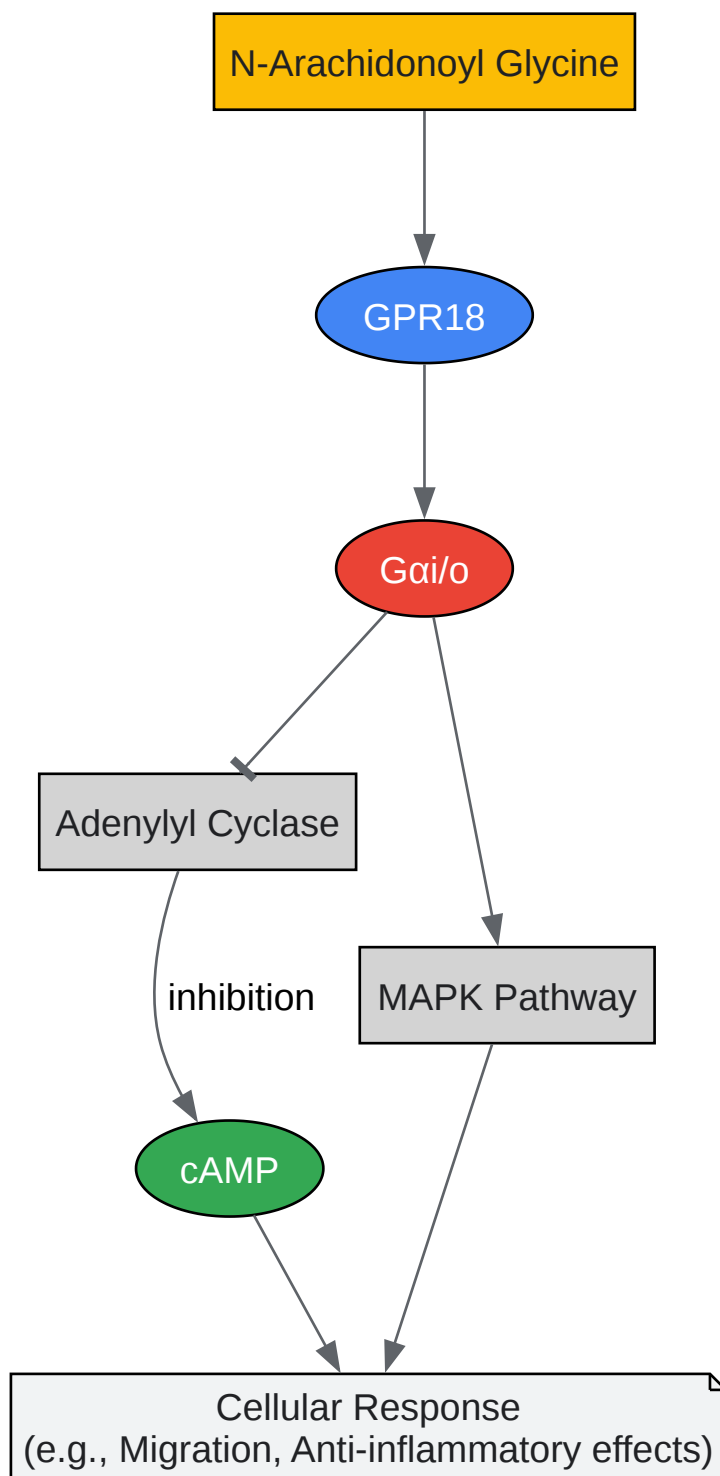 N-Arachidonoyl Glycine
GPR18
Gαi/o
Adenylyl Cyclase
inhibition
MAPK Pathway
cAMP
Cellular Response
(e.g., Migration, Anti-inflammatory effects)